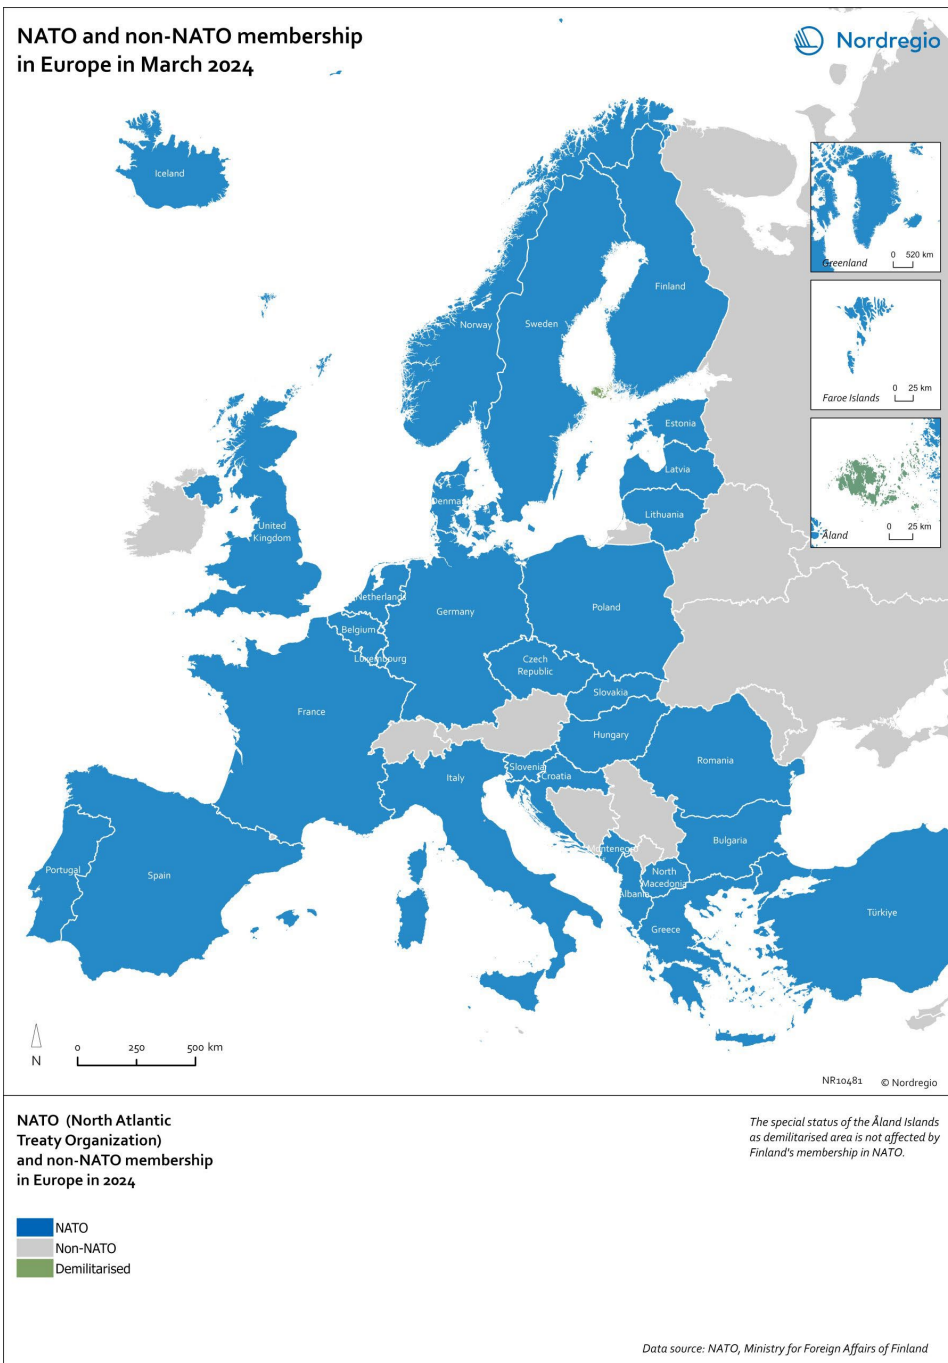 NATO and non-NATO membership
in Europe in March 2024
Nordregio
Iceland
Greenland
0 520 km
Finland
Norway
Sweden
Faroe Islands
0 25 km
Estonia
Latvia
Lithuania
Åland
0 25 km
Denmark
United
Kingdom
Netherlands
Germany
Poland
Belgium
Luxembourg
Czech
Republic
Slovakia
France
Hungary
Romania
Slovenia
Croatia
Italy
Bulgaria
Montenegro
North
Macedonia
Albania
Portugal
Spain
Greece
Türkiye
N
0 250 500 km
NR10481 © Nordregio
NATO (North Atlantic
Treaty Organization)
and non-NATO membership
in Europe in 2024
The special status of the Åland Islands
as demilitarised area is not affected by
Finland's membership in NATO.
NATO
Non-NATO
Demilitarised
Data source: NATO, Ministry for Foreign Affairs of Finland